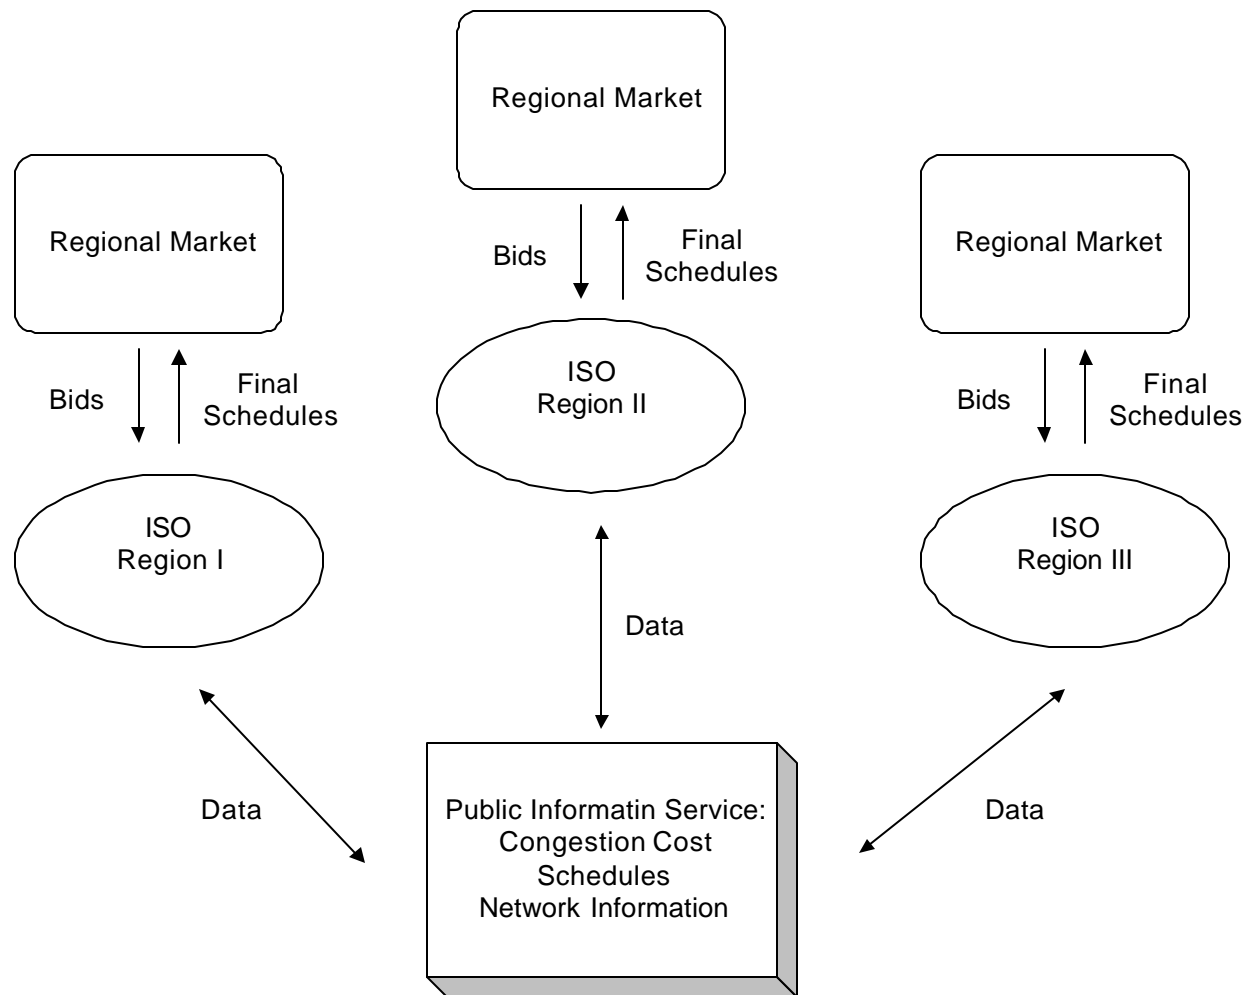 Regional Market
Bids
Final
Schedules
ISO
Region II
Regional Market
Bids
Final
Schedules
ISO
Region I
Regional Market
Bids
Final
Schedules
ISO
Region III
Data
Data
Data
Public Informatin Service:
Congestion Cost
Schedules
Network Information